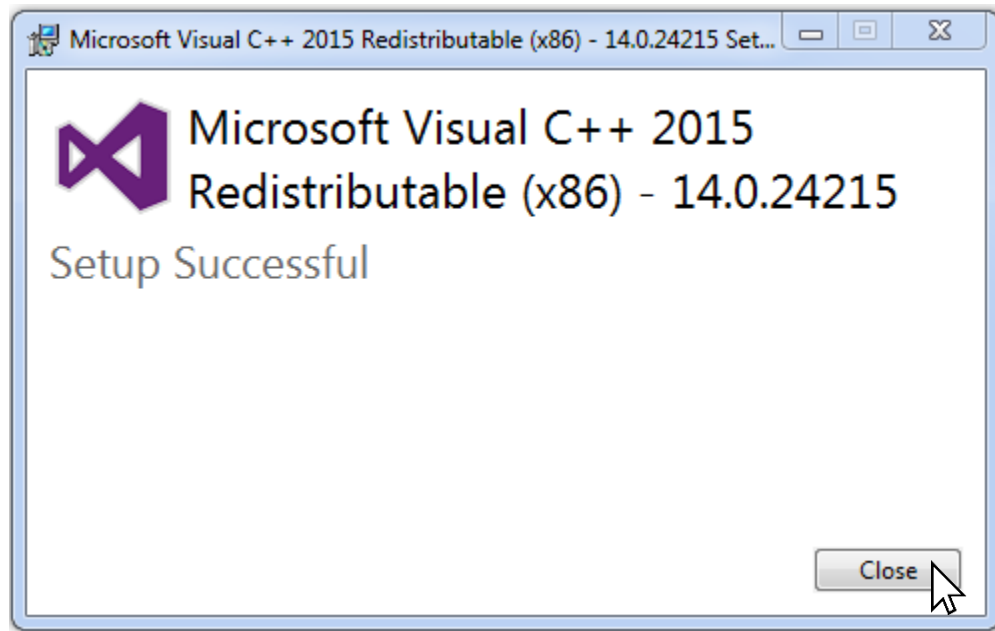 Microsoft Visual C++ 2015 Redistributable (x86) - 14.0.24215 Set...
Microsoft Visual C++ 2015
Redistributable (x86) - 14.0.24215
Setup Successful
Close